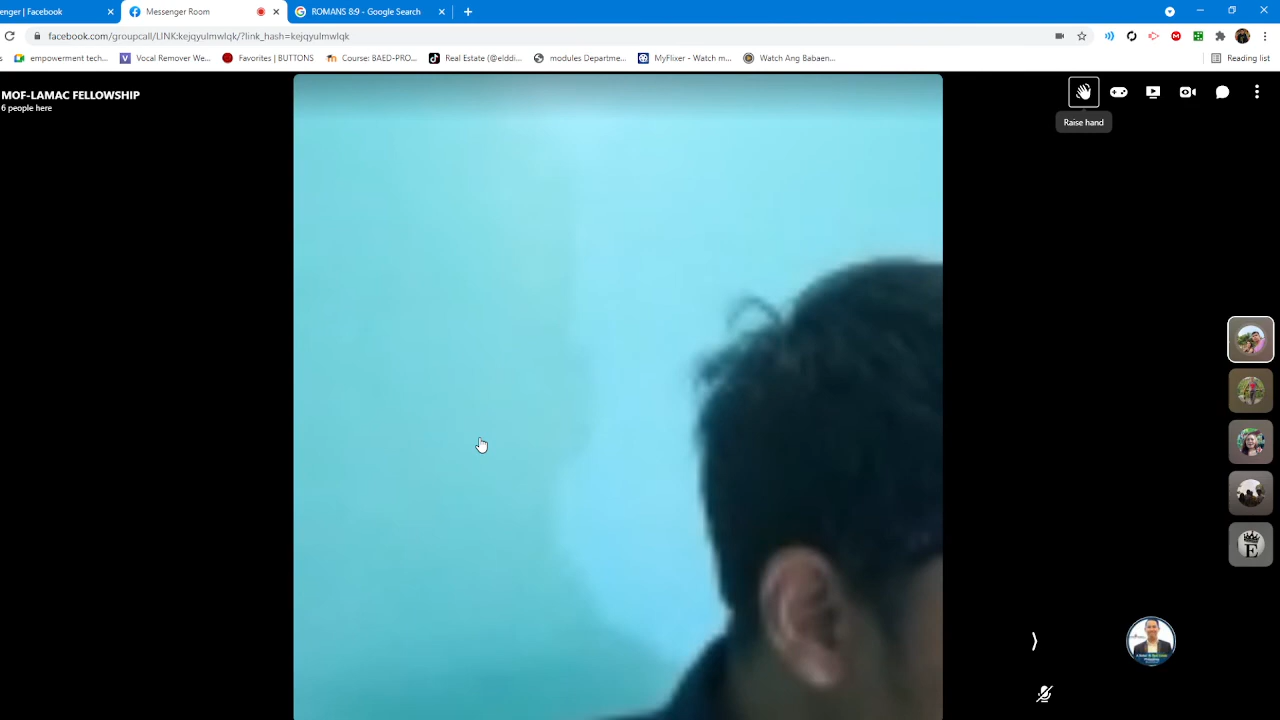 nger | Facebook
Messenger Room
ROMANS 8:9 - Google Search
facebook.com/groupcall/LINK:kejqyulmwlqk/?link_hash=kejqyulmwlqk
s
empowerment tech...
Vocal Remover We...
Favorites | BUTTONS
Course: BAED-PRO...
Real Estate (@elddi...
modules Departme...
MyFlixer - Watch m...
Watch Ang Babaen...
Reading list
MOF-LAMAC FELLOWSHIP
6 people here
Raise hand
E